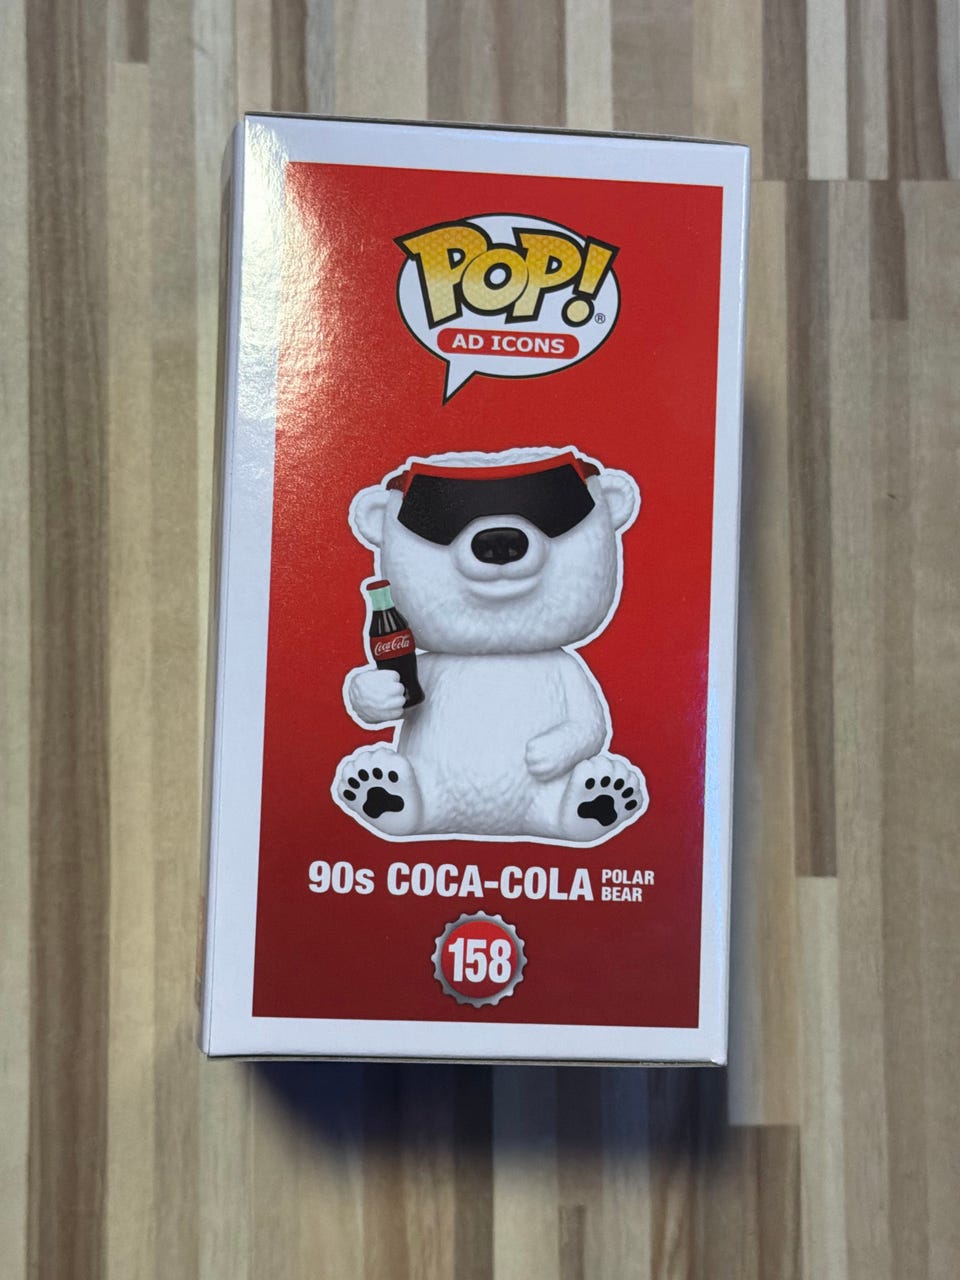 POP!®
AD ICONS
Coca-Cola
90s COCA-COLA POLAR
BEAR
158